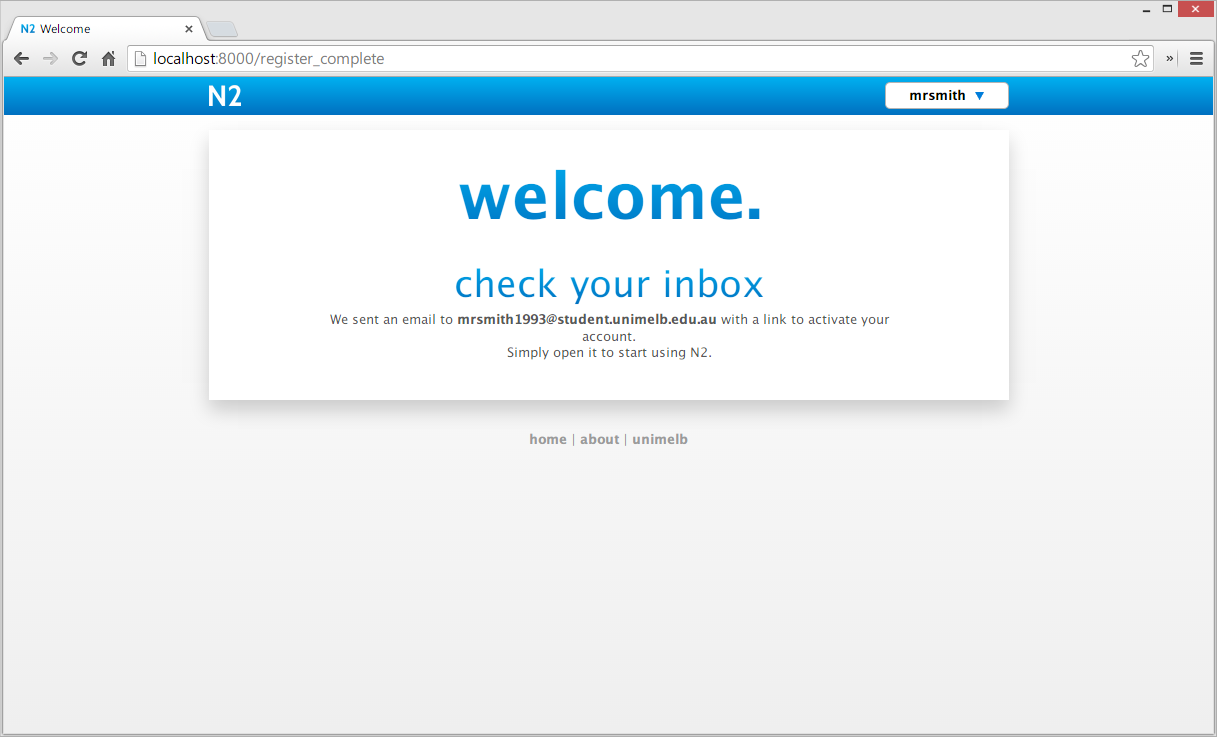 N2 Welcome
localhost:8000/register_complete
N2
mrsmith
welcome.
check your inbox
We sent an email to mrsmith1993@student.unimelb.edu.au with a link to activate your
account.
Simply open it to start using N2.
home | about | unimelb